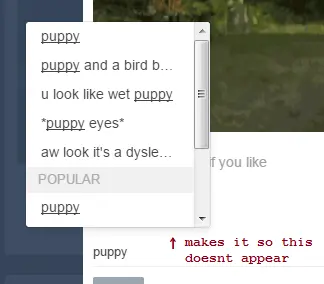 puppy
puppy and a bird b...
u look like wet puppy
*puppy eyes*
aw look it's a dysle...
POPULAR
puppy
f you like
puppy
↑ makes it so this
doesnt appear